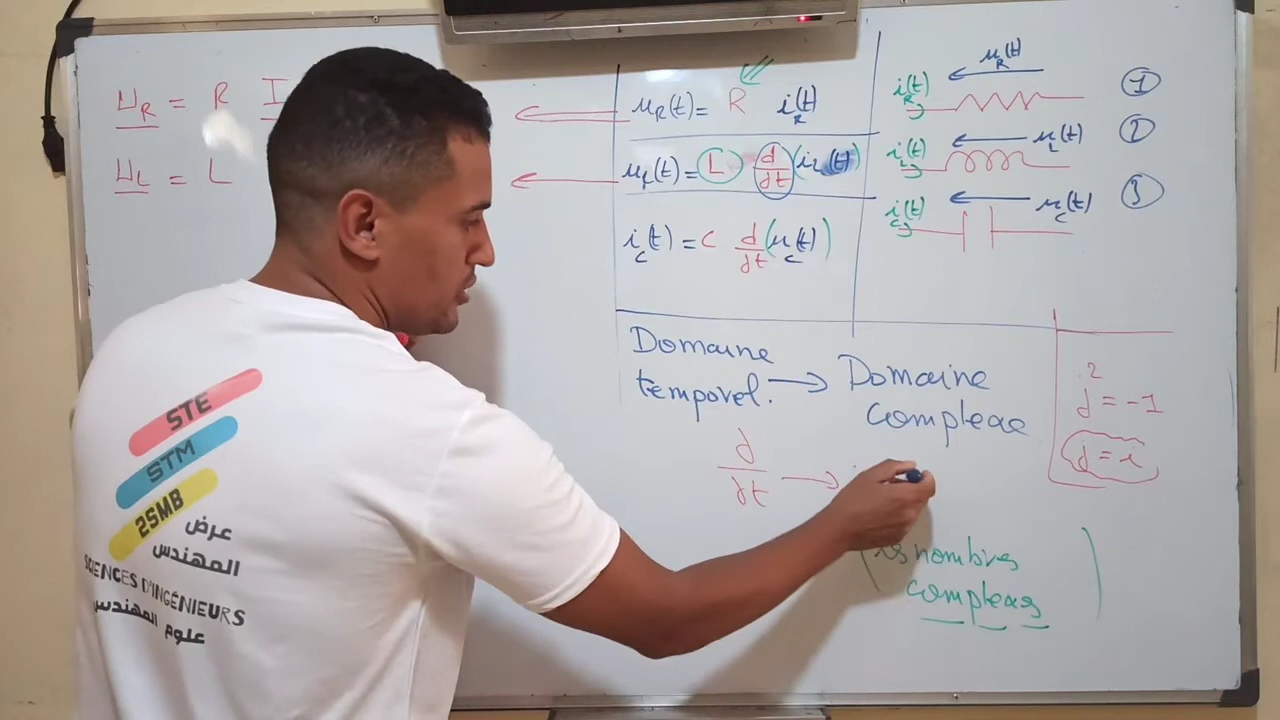 U_R = R I
U_L = L
u_R(t) = R i_R(t)
u_L(t) = L d/dt (i_L(t))
i_C(t) = C d/dt (u_C(t))
i_R(t) u_R(t) 1
i_L(t) u_L(t) 2
i_C(t) u_C(t) 3
Domaine
temporel. → Domaine
complexe
d/dt →
j² = -1
j = i
nombres
complexes
STE
STM
2SMB
عرض
المهندس
SCIENCES D'INGÉNIEURS
علوم المهندس